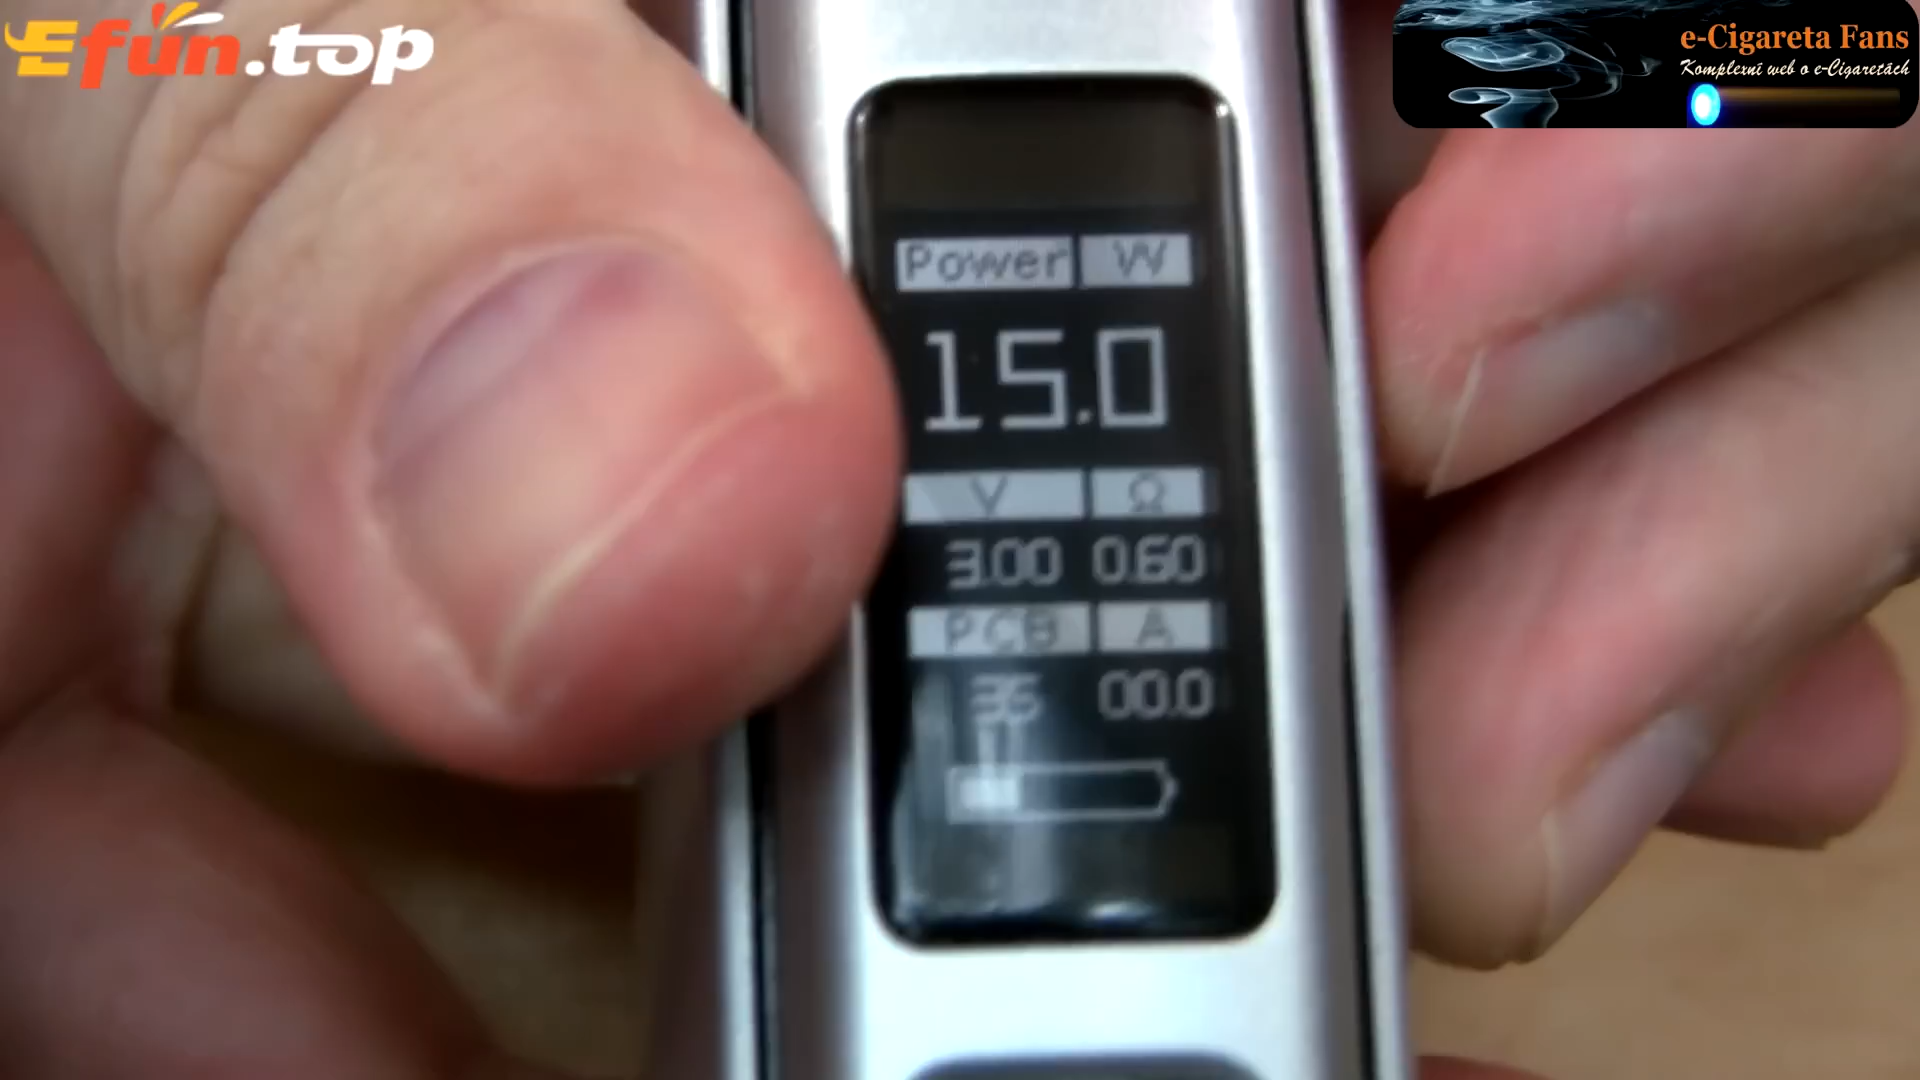 Efun.top
e-Cigareta Fans
Komplexní web o e-Cigaretách
Power W
15.0
V Ω
3.00 0.60
PCB A
36 00.0